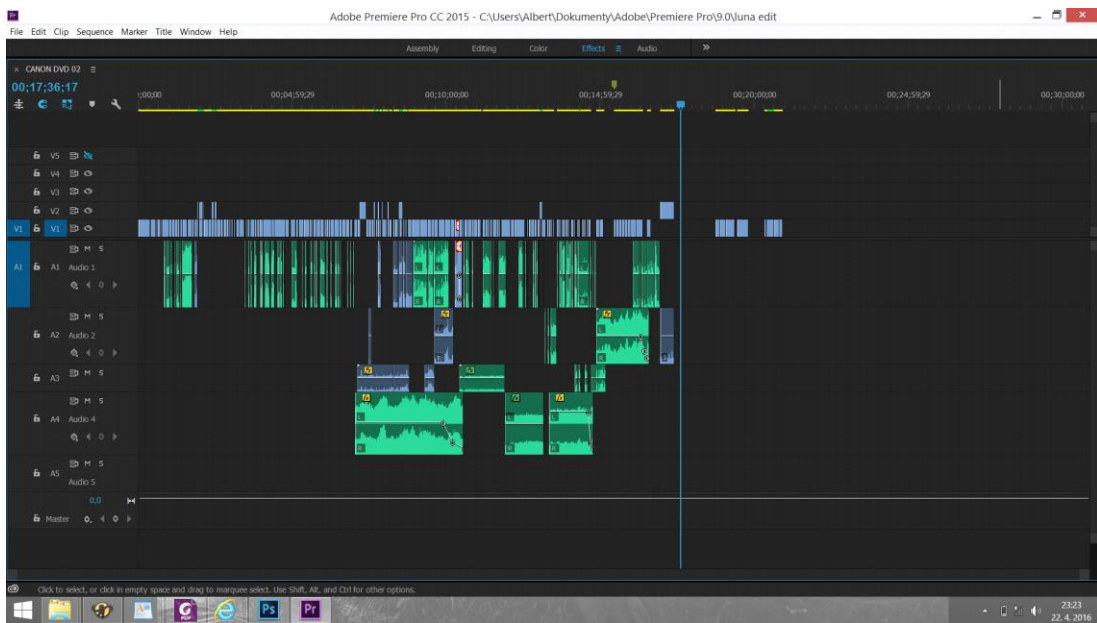 Adobe Premiere Pro CC 2015 - C:\Users\Albert\Dokumenty\Adobe\Premiere Pro\9.0\luna edit
File Edit Clip Sequence Marker Title Window Help
Assembly Editing Color Effects Audio
CANON DVD 02
00;17;36;17
;00;00 00;04;59;29 00;10;00;00 00;14;59;29 00;20;00;00 00;24;59;29 00;30;00;00
V5
V4
V3
V2
V1 V1
M S
A1 A1 Audio 1
M S
A2 Audio 2
M S
A3
M S
A4 Audio 4
M S
A5
Audio 5
0,0
Master
Click to select, or click in empty space and drag to marquee select. Use Shift, Alt, and Ctrl for other options.
PDF Ps Pr
23:23
22. 4. 2016